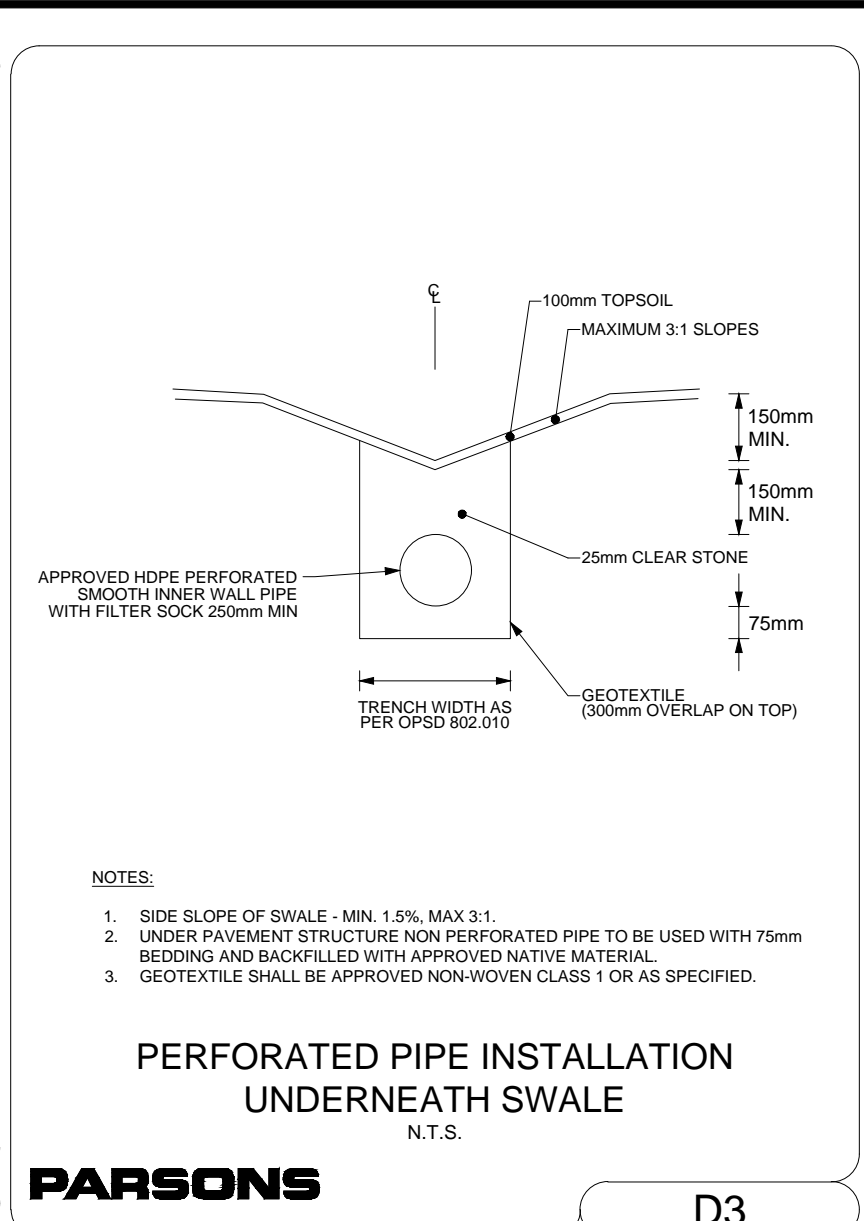 ℄
100mm TOPSOIL
MAXIMUM 3:1 SLOPES
150mm
MIN.
150mm
MIN.
25mm CLEAR STONE
APPROVED HDPE PERFORATED
SMOOTH INNER WALL PIPE
WITH FILTER SOCK 250mm MIN
75mm
GEOTEXTILE
(300mm OVERLAP ON TOP)
TRENCH WIDTH AS
PER OPSD 802.010
NOTES:
1. SIDE SLOPE OF SWALE - MIN. 1.5%, MAX 3:1.
2. UNDER PAVEMENT STRUCTURE NON PERFORATED PIPE TO BE USED WITH 75mm
BEDDING AND BACKFILLED WITH APPROVED NATIVE MATERIAL.
3. GEOTEXTILE SHALL BE APPROVED NON-WOVEN CLASS 1 OR AS SPECIFIED.
PERFORATED PIPE INSTALLATION
UNDERNEATH SWALE
N.T.S.
PARSONS
D3